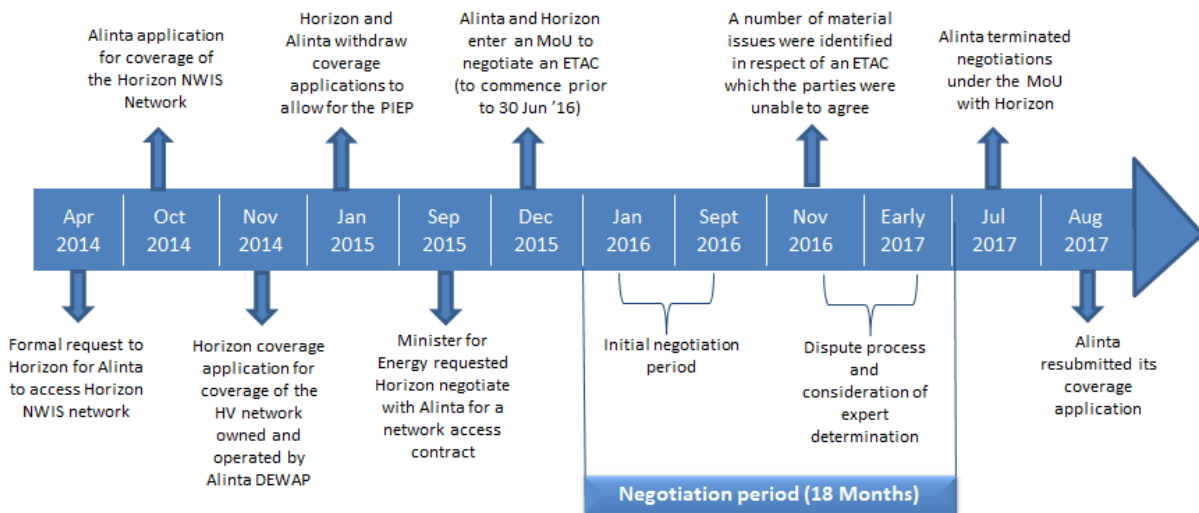 Alinta application
for coverage of
the Horizon NWIS
Network
Horizon and
Alinta withdraw
coverage
applications to
allow for the PIEP
Alinta and Horizon
enter an MoU to
negotiate an ETAC
(to commence prior
to 30 Jun ’16)
A number of material
issues were identified
in respect of an ETAC
which the parties were
unable to agree
Alinta terminated
negotiations
under the MoU
with Horizon
Apr
2014
Oct
2014
Nov
2014
Jan
2015
Sep
2015
Dec
2015
Jan
2016
Sept
2016
Nov
2016
Early
2017
Jul
2017
Aug
2017
Formal request to
Horizon for Alinta
to access Horizon
NWIS network
Horizon coverage
application for
coverage of the
HV network
owned and
operated by
Alinta DEWAP
Minister for
Energy requested
Horizon negotiate
with Alinta for a
network access
contract
Initial negotiation
period
Dispute process
and
consideration of
expert
determination
Alinta
resubmitted its
coverage
application
Negotiation period (18 Months)